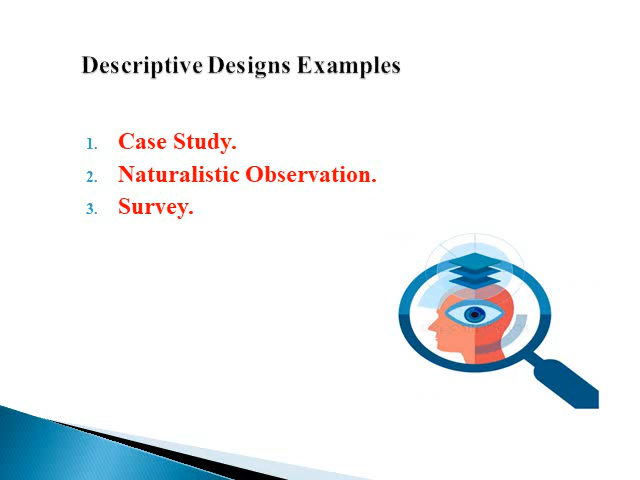 Descriptive Designs Examples
1. Case Study.
2. Naturalistic Observation.
3. Survey.